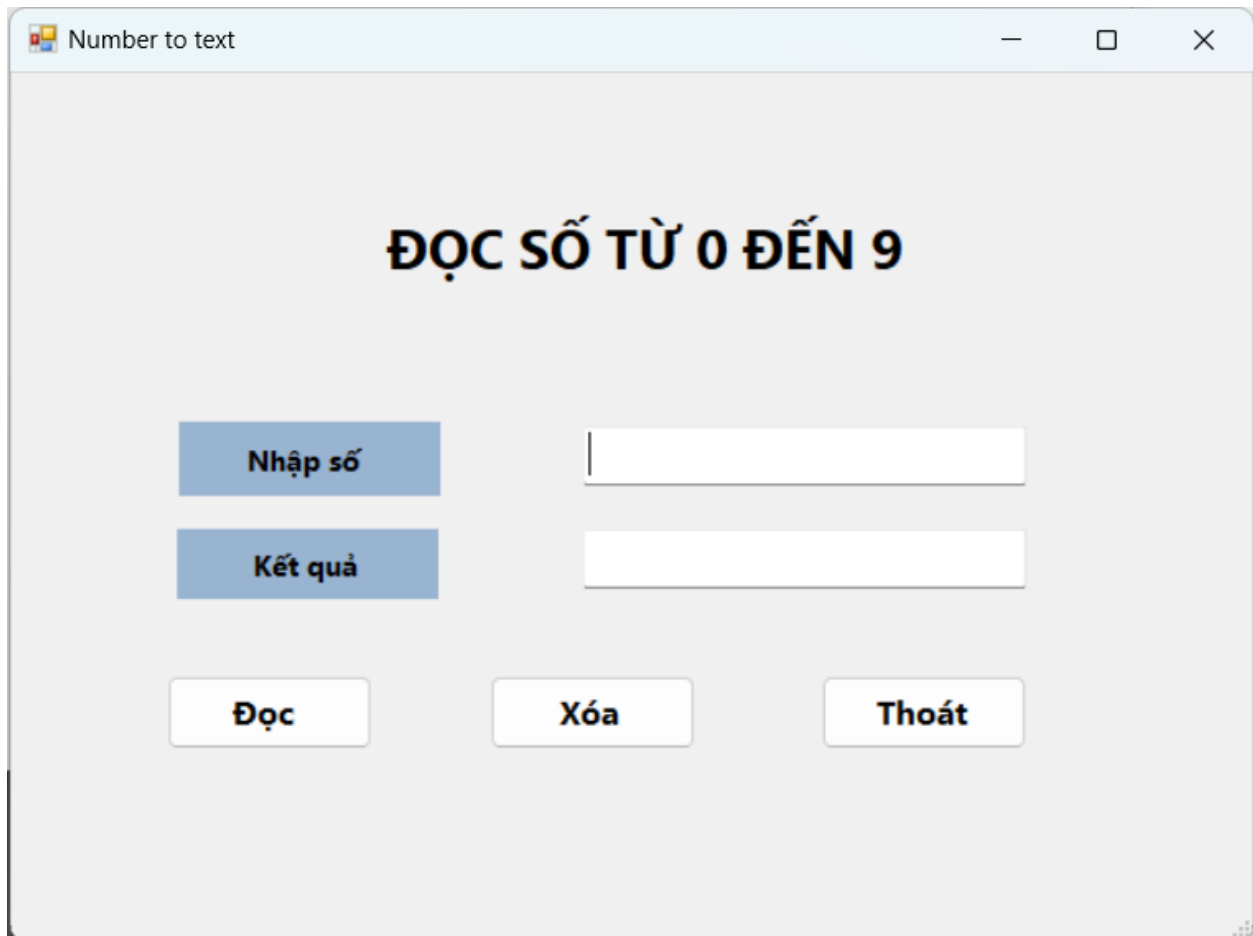 Number to text
ĐỌC SỐ TỪ 0 ĐẾN 9
Nhập số
Kết quả
Đọc Xóa Thoát